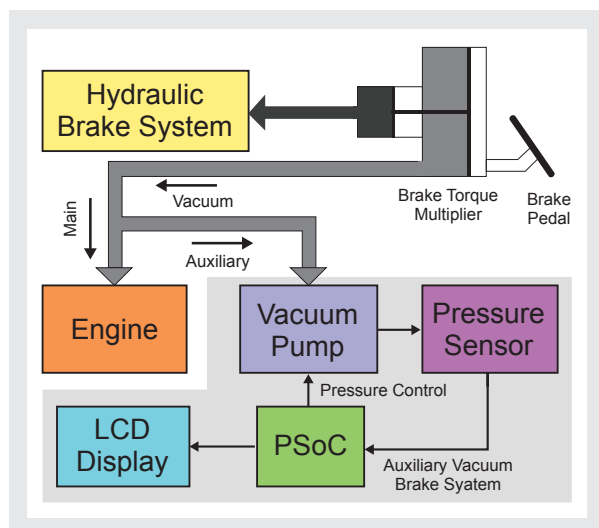 Hydraulic
Brake System
Brake Torque
Multiplier
Brake
Pedal
Vacuum
Main
Auxiliary
Engine
Vacuum
Pump
Pressure
Sensor
Pressure Control
LCD
Display
PSoC
Auxiliary Vacuum
Brake Syatem